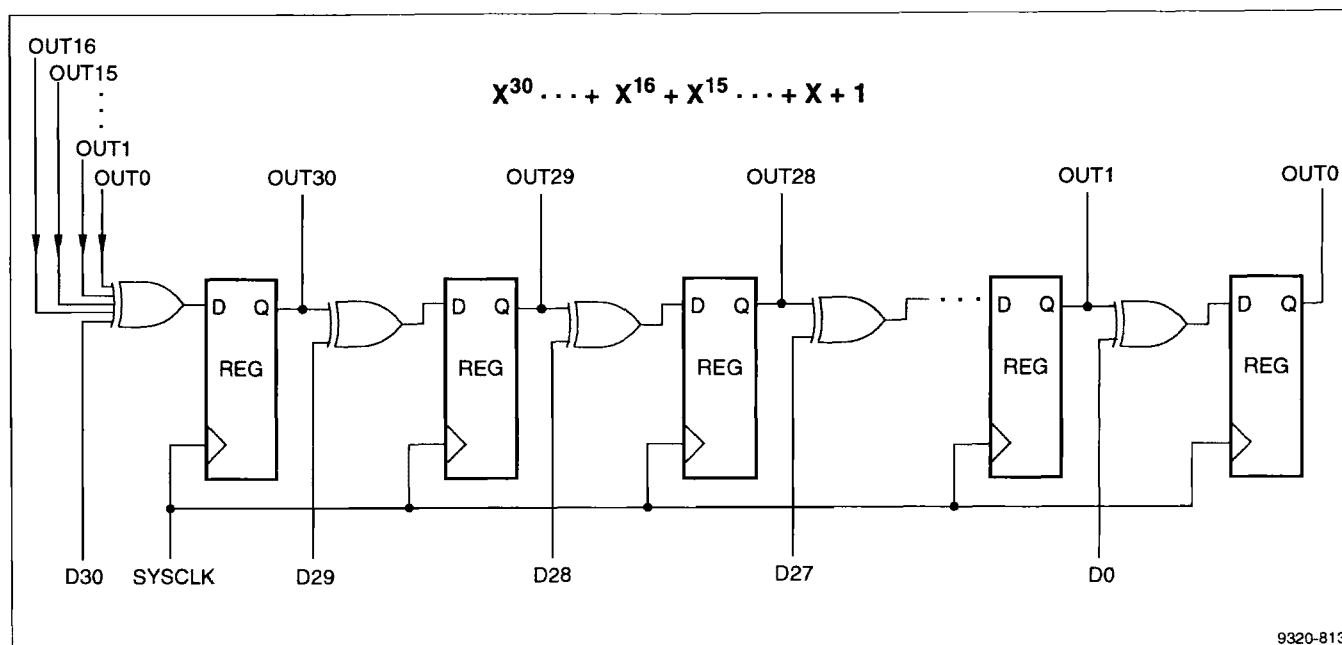 OUT16
OUT15
OUT1
OUT0
X³⁰ · · · + X¹⁶ + X¹⁵ · · · + X + 1
OUT30 OUT29 OUT28 OUT1 OUT0
D Q D Q D Q · · · · D Q D Q
REG REG REG REG REG
D30 SYSCLK D29 D28 D27 D0
9320-813